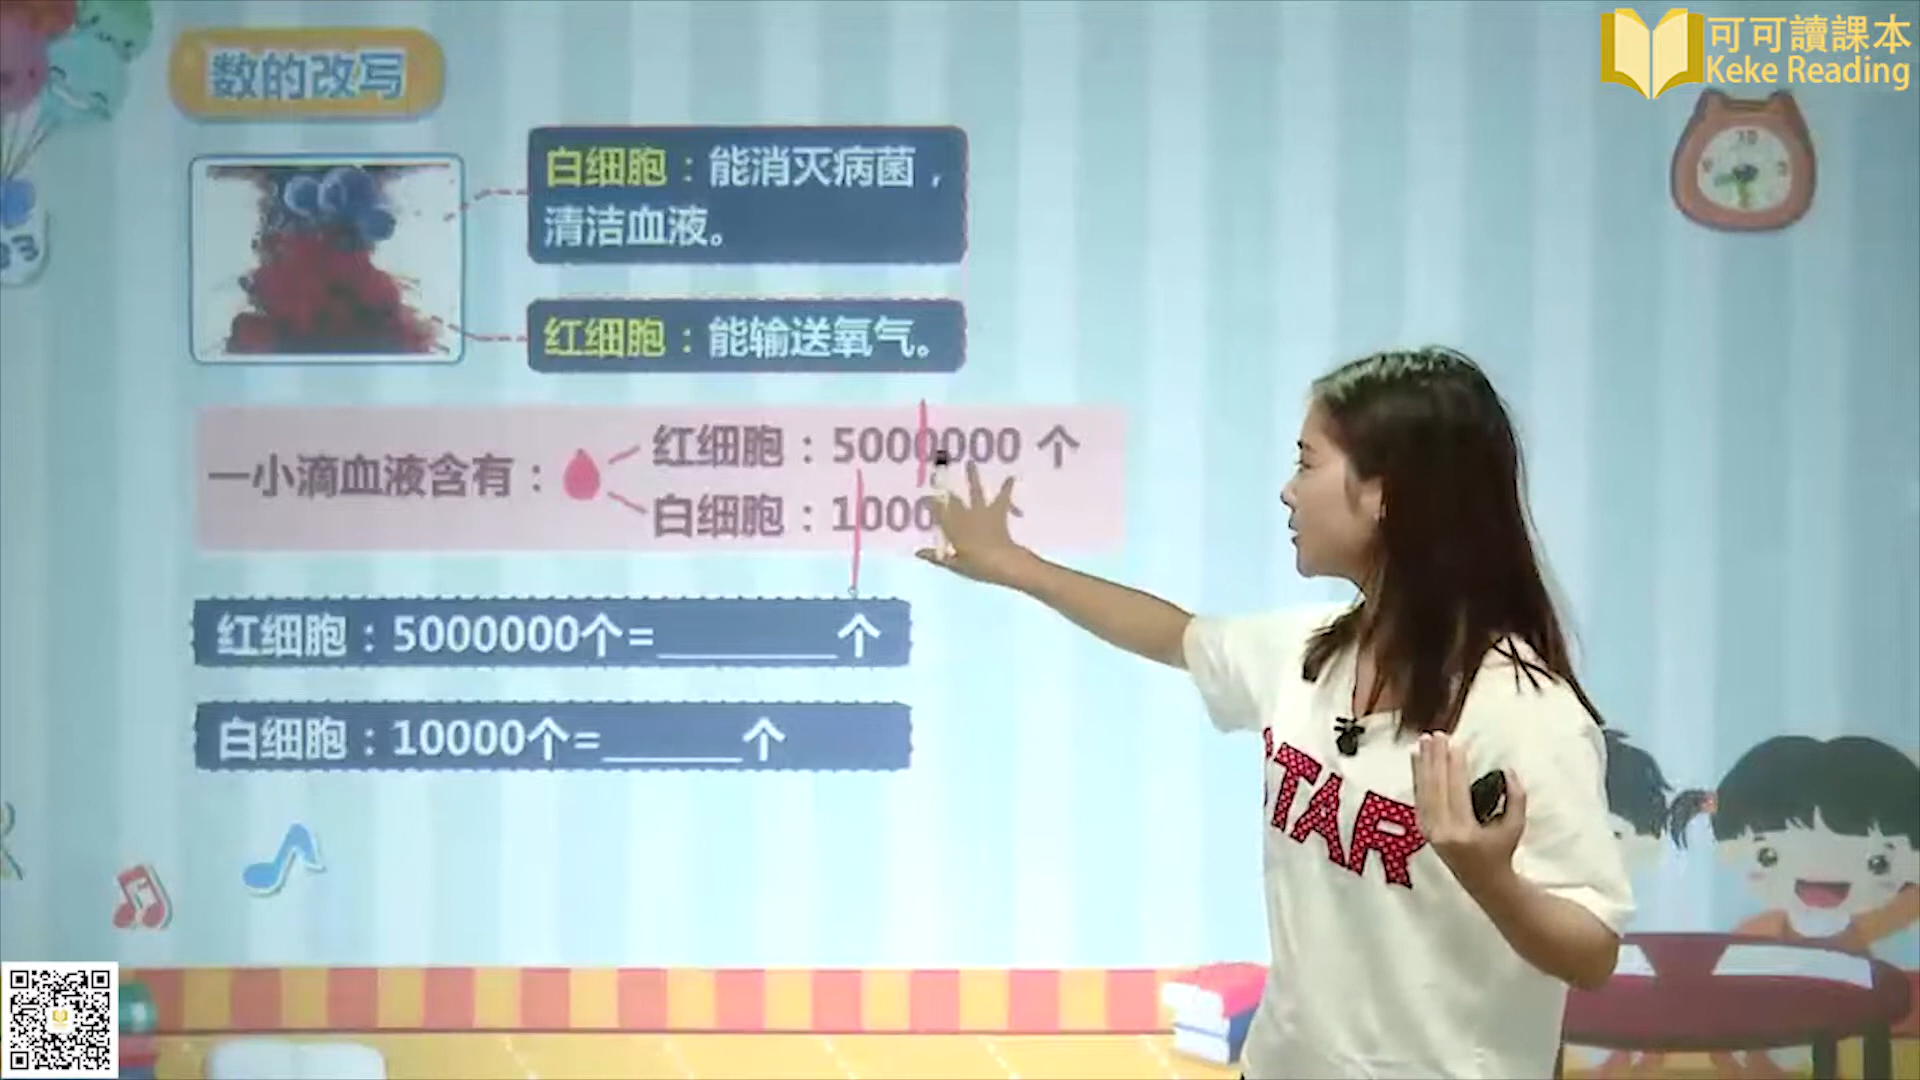 可可讀課本
Keke Reading
数的改写
白细胞：能消灭病菌，
清洁血液。
红细胞：能输送氧气。
一小滴血液含有：
红细胞：5000000 个
白细胞：1000
红细胞：5000000个=________个
白细胞：10000个=______个
STAR